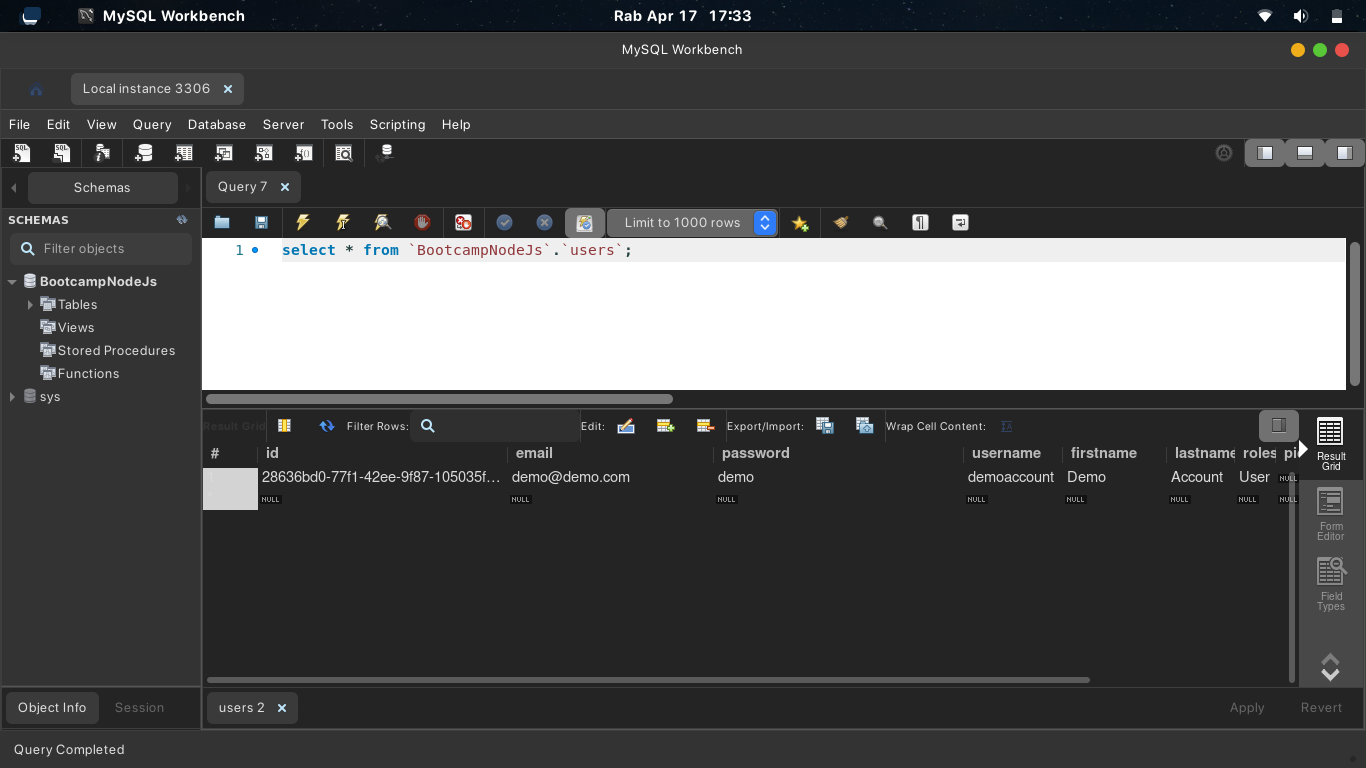 MySQL Workbench
Rab Apr 17 17:33
MySQL Workbench
Local instance 3306
File Edit View Query Database Server Tools Scripting Help
Schemas
Query 7
SCHEMAS
Limit to 1000 rows
Filter objects
1 select * from `BootcampNodeJs`.`users`;
BootcampNodeJs
Tables
Views
Stored Procedures
Functions
sys
Result Grid Filter Rows: Edit: Export/Import: Wrap Cell Content:
# id email password username firstname lastname roles pi
28636bd0-77f1-42ee-9f87-105035f... demo@demo.com demo demoaccount Demo Account User NULL
NULL NULL NULL NULL NULL NULL NULL NULL
Result
Grid
Form
Editor
Field
Types
Object Info Session
users 2
Apply Revert
Query Completed